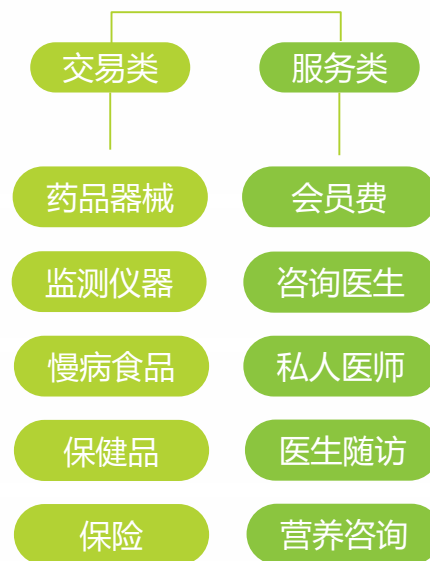 交易类
服务类
药品器械
会员费
监测仪器
咨询医生
慢病食品
私人医师
保健品
医生随访
保险
营养咨询